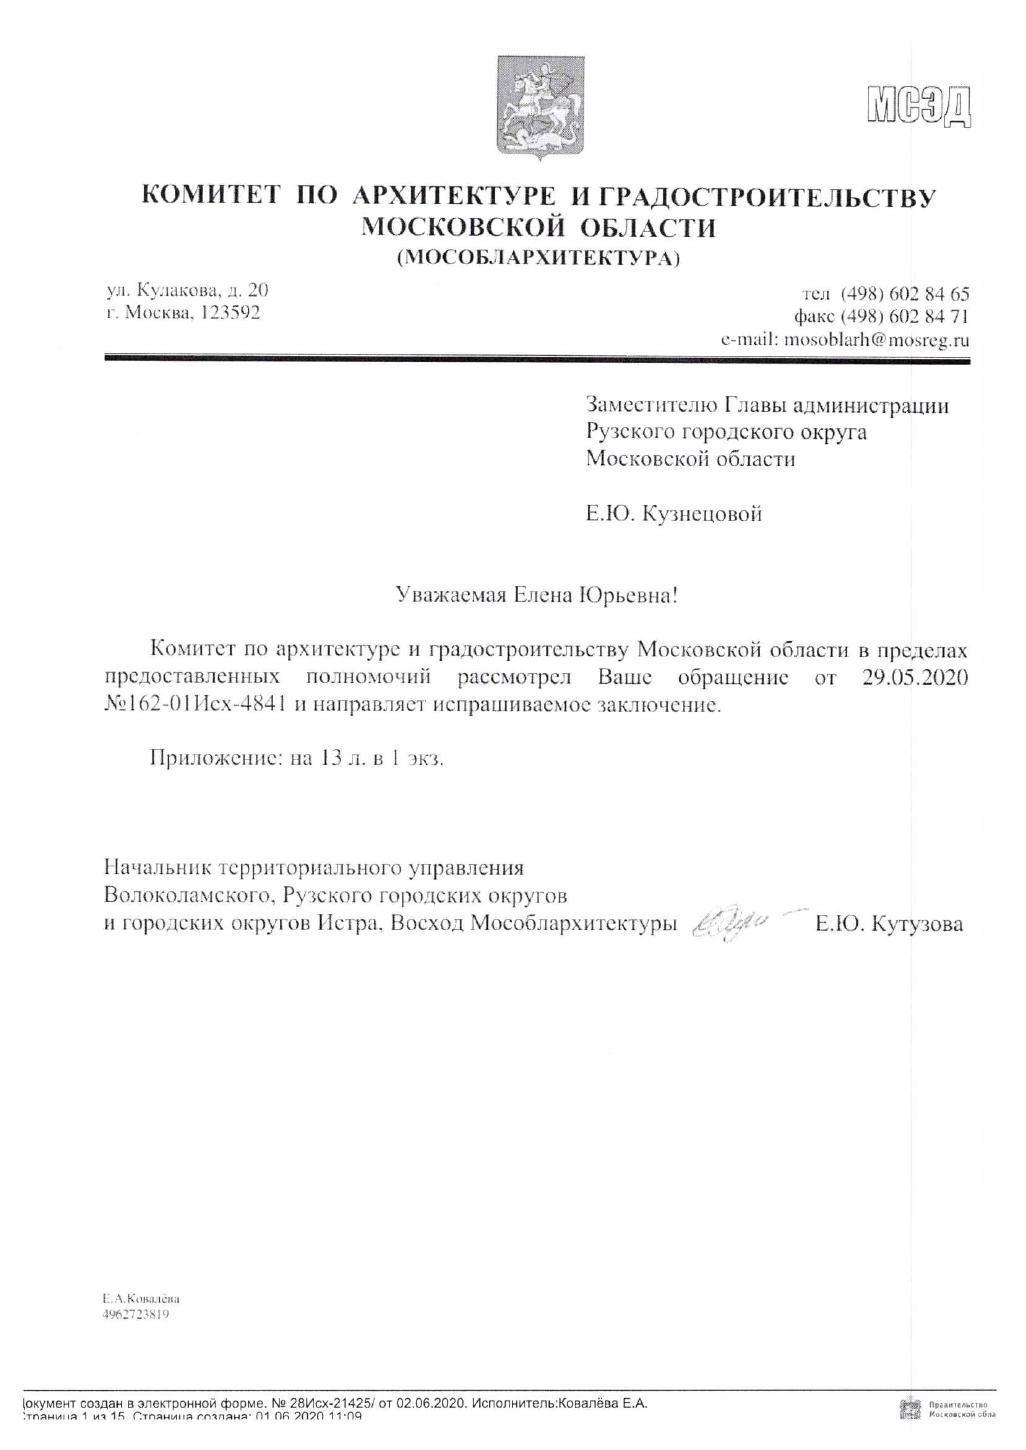 МСЭД
КОМИТЕТ ПО АРХИТЕКТУРЕ И ГРАДОСТРОИТЕЛЬСТВУ
МОСКОВСКОЙ ОБЛАСТИ
(МОСОБЛАРХИТЕКТУРА)
ул. Кулакова, д. 20
г. Москва, 123592
тел (498) 602 84 65
факс (498) 602 84 71
e-mail: mosoblarh@mosreg.ru
Заместителю Главы администрации
Рузского городского округа
Московской области
Е.Ю. Кузнецовой
Уважаемая Елена Юрьевна!
Комитет по архитектуре и градостроительству Московской области в пределах
предоставленных полномочий рассмотрел Ваше обращение от 29.05.2020
№162-01Исх-4841 и направляет испрашиваемое заключение.
Приложение: на 13 л. в 1 экз.
Начальник территориального управления
Волоколамского, Рузского городских округов
и городских округов Истра, Восход Мособлархитектуры Е.Ю. Кутузова
Е.А.Ковалёва
4962723819
Документ создан в электронной форме. № 28Исх-21425/ от 02.06.2020. Исполнитель:Ковалёва Е.А.
Страница 1 из 15. Страница создана: 01.06.2020 11:09
Правительство
Московской обла